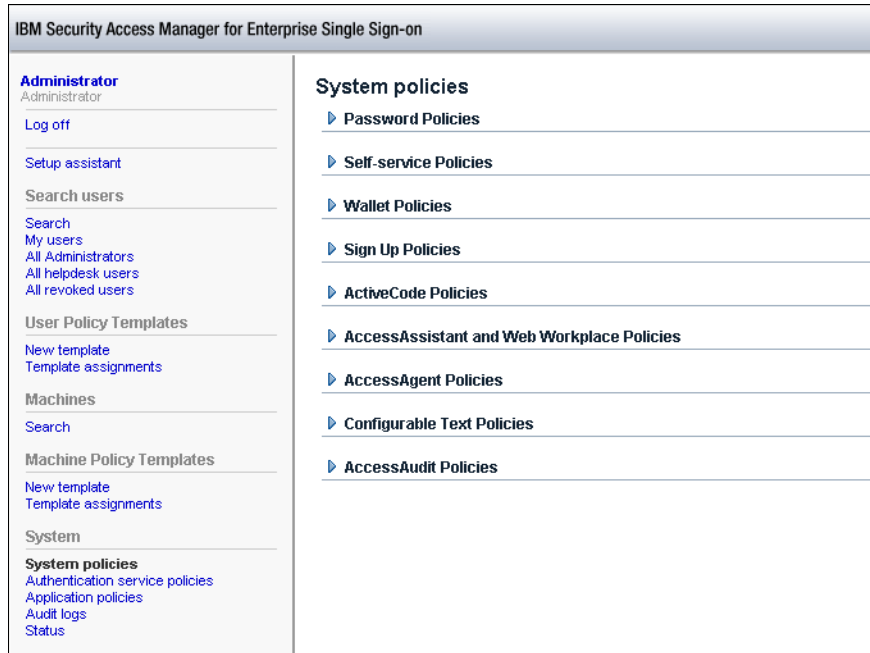 IBM Security Access Manager for Enterprise Single Sign-on
Administrator
Administrator
Log off
Setup assistant
Search users
Search
My users
All Administrators
All helpdesk users
All revoked users
User Policy Templates
New template
Template assignments
Machines
Search
Machine Policy Templates
New template
Template assignments
System
System policies
Authentication service policies
Application policies
Audit logs
Status
System policies
Password Policies
Self-service Policies
Wallet Policies
Sign Up Policies
ActiveCode Policies
AccessAssistant and Web Workplace Policies
AccessAgent Policies
Configurable Text Policies
AccessAudit Policies